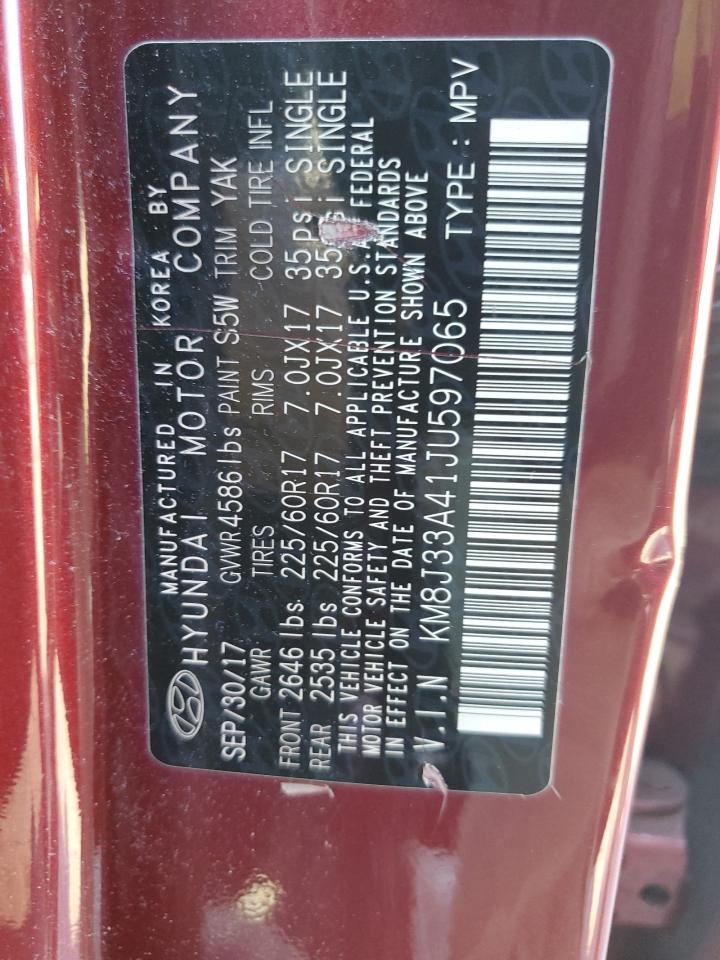 MANUFACTURED IN KOREA BY
HYUNDAI MOTOR COMPANY
SEP/30/17 GVWR4586lbs PAINT S5W TRIM YAK
GAWR TIRES RIMS COLD TIRE INFL
FRONT 2646 lbs 225/60R17 7.0JX17 35 psi SINGLE
REAR 2535 lbs 225/60R17 7.0JX17 35 SINGLE
THIS VEHICLE CONFORMS TO ALL APPLICABLE U.S. FEDERAL
MOTOR VEHICLE SAFETY AND THEFT PREVENTION STANDARDS
IN EFFECT ON THE DATE OF MANUFACTURE SHOWN ABOVE
V.I.N KM8J33A41JU597065 TYPE : MPV